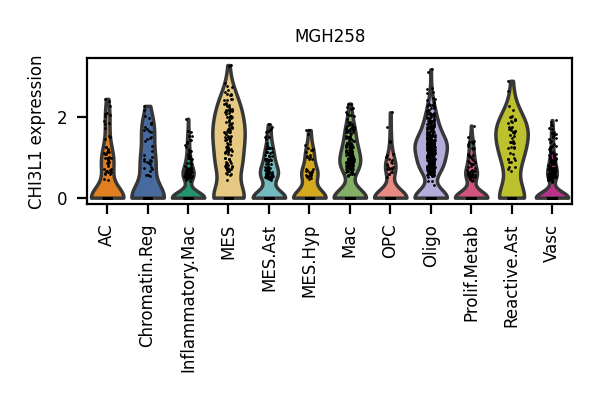 MGH258
CHI3L1 expression
2
0
AC
Chromatin.Reg
Inflammatory.Mac
MES
MES.Ast
MES.Hyp
Mac
OPC
Oligo
Prolif.Metab
Reactive.Ast
Vasc